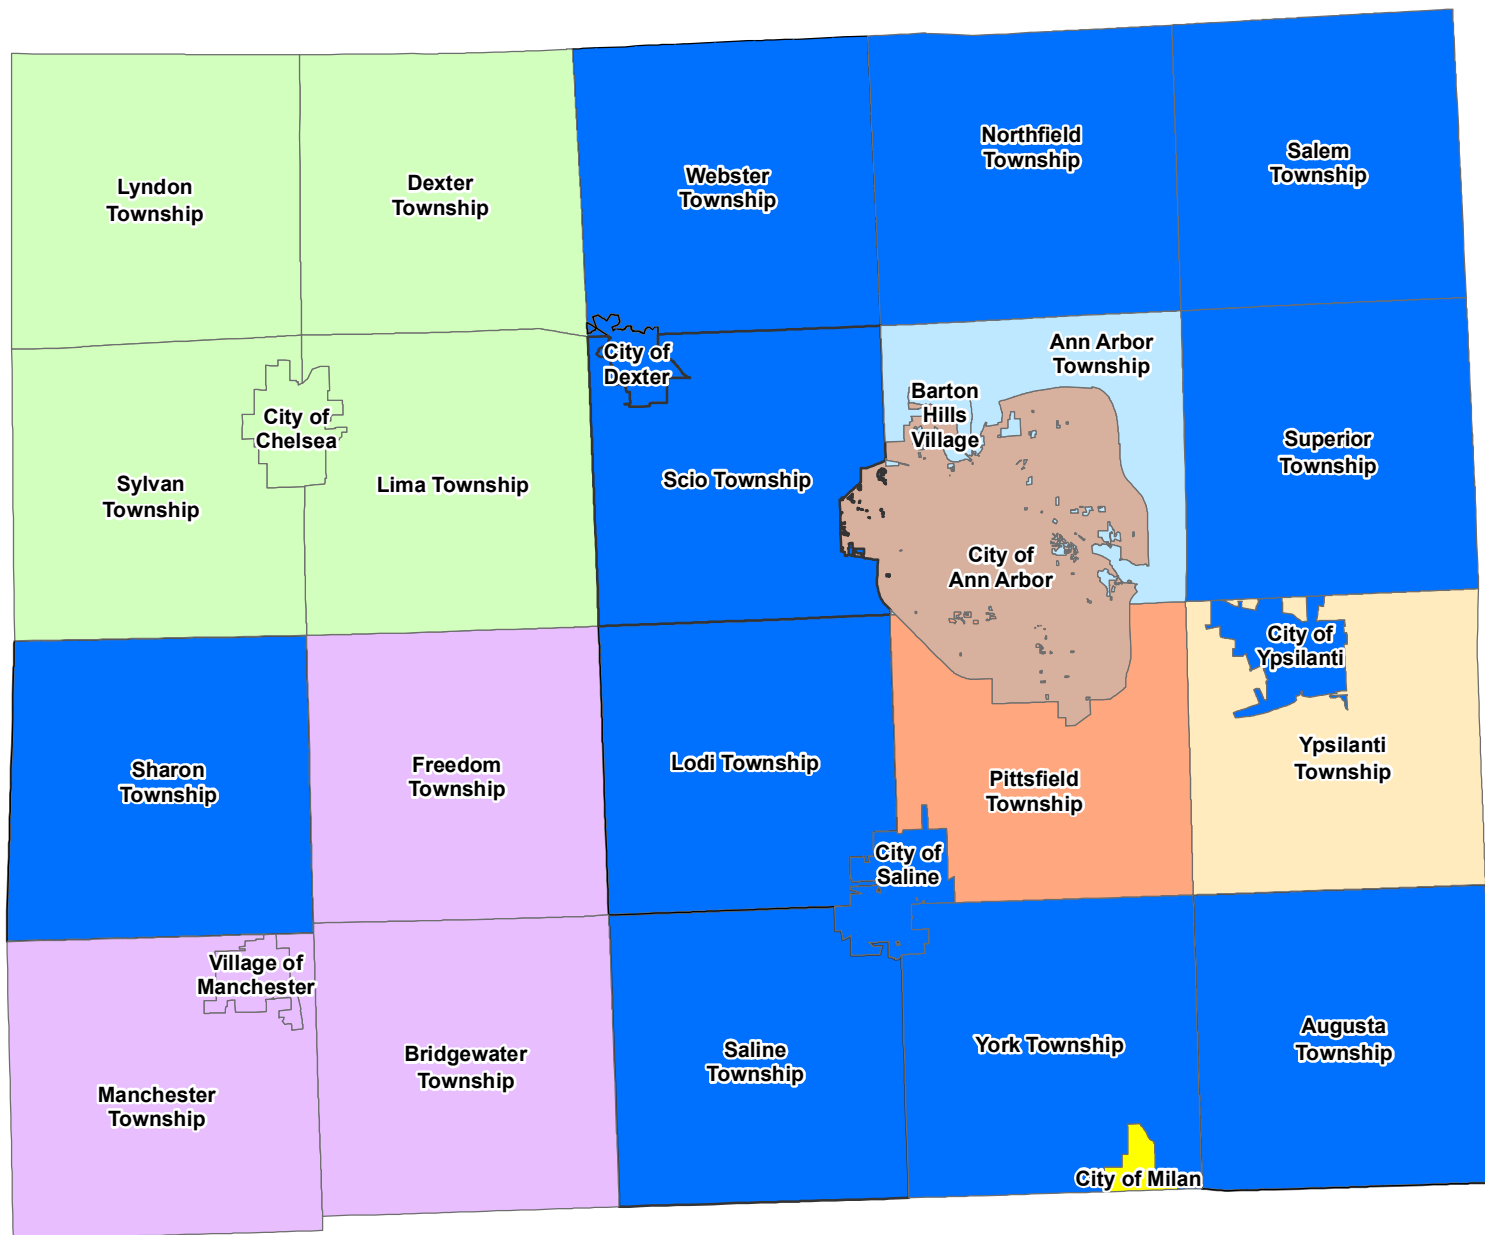 Lyndon
Township
Dexter
Township
Webster
Township
Northfield
Township
Salem
Township
City of
Dexter
Ann Arbor
Township
Barton
Hills
Village
City of
Chelsea
Sylvan
Township
Lima Township
Scio Township
Superior
Township
City of
Ann Arbor
City of
Ypsilanti
Sharon
Township
Freedom
Township
Lodi Township
Pittsfield
Township
Ypsilanti
Township
City of
Saline
Village of
Manchester
Manchester
Township
Bridgewater
Township
Saline
Township
York Township
Augusta
Township
City of Milan